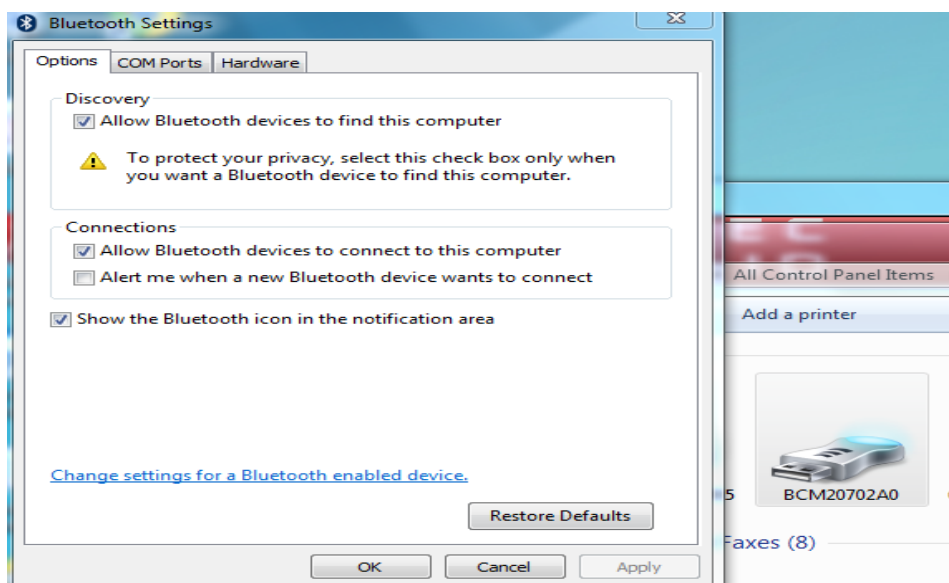 Bluetooth Settings
Options
COM Ports
Hardware
Discovery
Allow Bluetooth devices to find this computer
To protect your privacy, select this check box only when
you want a Bluetooth device to find this computer.
Connections
Allow Bluetooth devices to connect to this computer
Alert me when a new Bluetooth device wants to connect
Show the Bluetooth icon in the notification area
Change settings for a Bluetooth enabled device.
Restore Defaults
OK
Cancel
Apply
All Control Panel Items
Add a printer
5
BCM20702A0
Faxes (8)